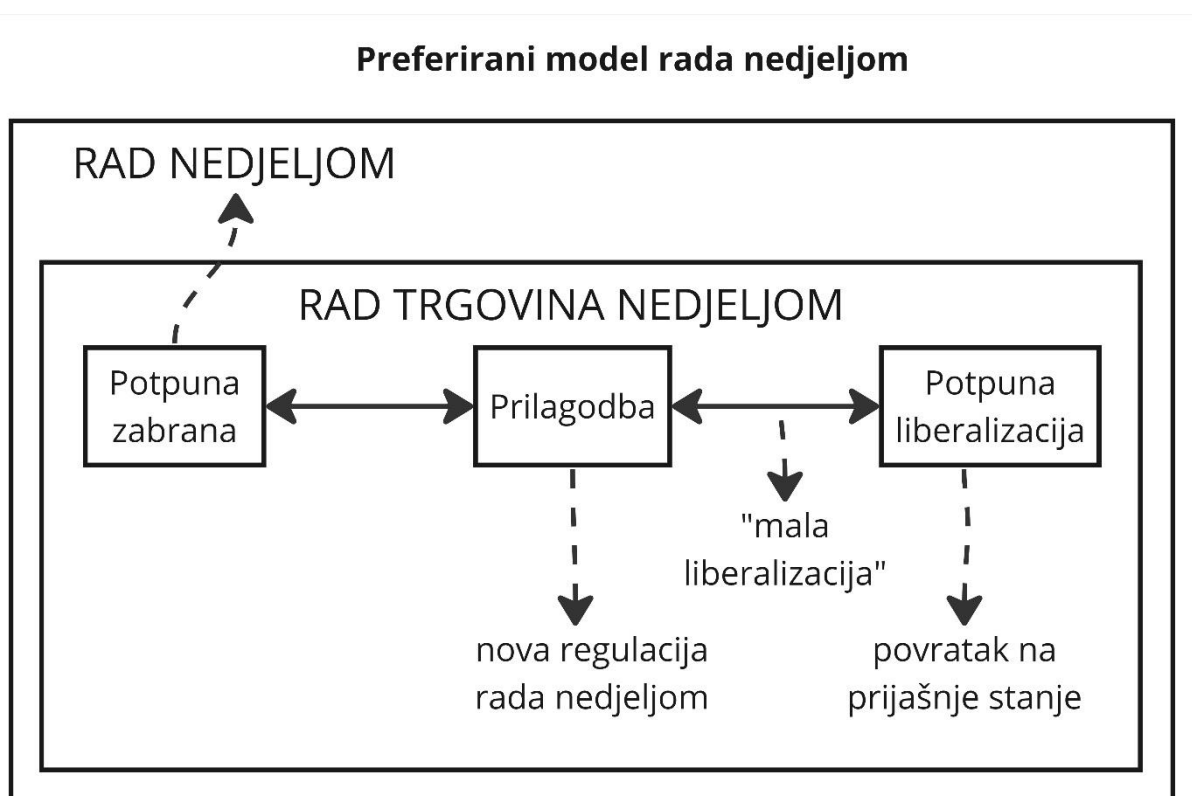 Preferirani model rada nedjeljom
RAD NEDJELJOM
RAD TRGOVINA NEDJELJOM
Potpuna
zabrana
Prilagodba
Potpuna
liberalizacija
"mala
liberalizacija"
nova regulacija
rada nedjeljom
povratak na
prijašnje stanje